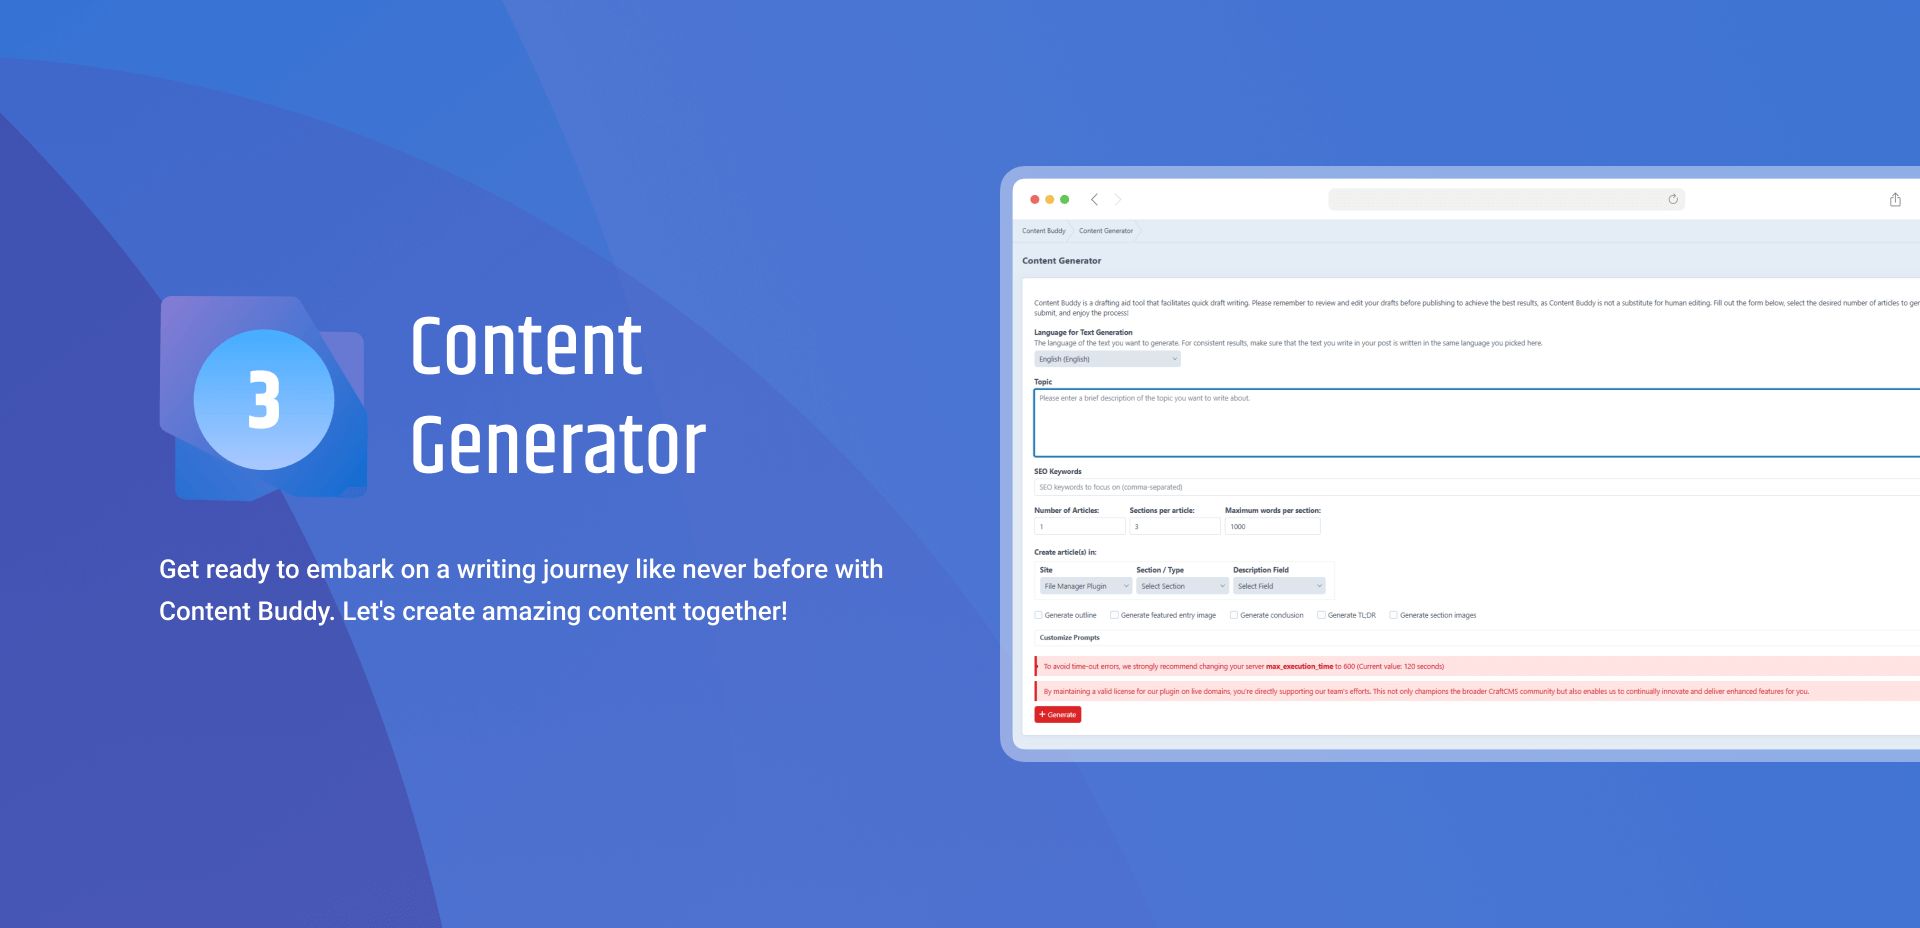 3
Content
Generator
Get ready to embark on a writing journey like never before with
Content Buddy. Let's create amazing content together!
Content Buddy
Content Generator
Content Generator
Content Buddy is a drafting aid tool that facilitates quick draft writing. Please remember to review and edit your drafts before publishing to achieve the best results, as Content Buddy is not a substitute for human editing. Fill out the form below, select the desired number of articles to ger
submit, and enjoy the process!
Language for Text Generation
The language of the text you want to generate. For consistent results, make sure that the text you write in your post is written in the same language you picked here.
English (English)
Topic
Please enter a brief description of the topic you want to write about.
SEO Keywords
SEO keywords to focus on (comma-separated)
Number of Articles: Sections per article: Maximum words per section:
1 3 1000
Create article(s) in:
Site Section / Type Description Field
File Manager Plugin Select Section Select Field
Generate outline Generate featured entry image Generate conclusion Generate TL;DR Generate section images
Customize Prompts
To avoid time-out errors, we strongly recommend changing your server max_execution_time to 600 (Current value: 120 seconds)
By maintaining a valid license for our plugin on live domains, you're directly supporting our team's efforts. This not only champions the broader CraftCMS community but also enables us to continually innovate and deliver enhanced features for you.
+ Generate